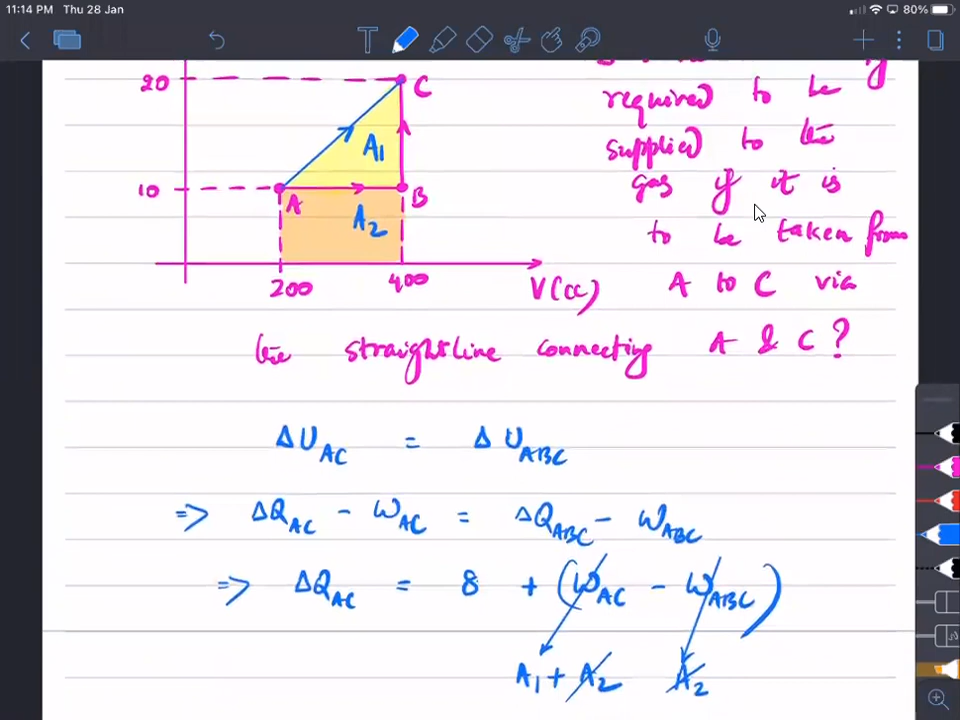 11:14 PM Thu 28 Jan
80%
T
20
C
required to be
A1
supplied to the
10
gas if it is
A
B
A2
to be taken from
200
400
V(cc)
A to C via
the straightline connecting A & C?
ΔU_AC = ΔU_ABC
=> ΔQ_AC - W_AC = ΔQ_ABC - W_ABC
=> ΔQ_AC = 8 + (W_AC - W_ABC)
A1 + A2 A2